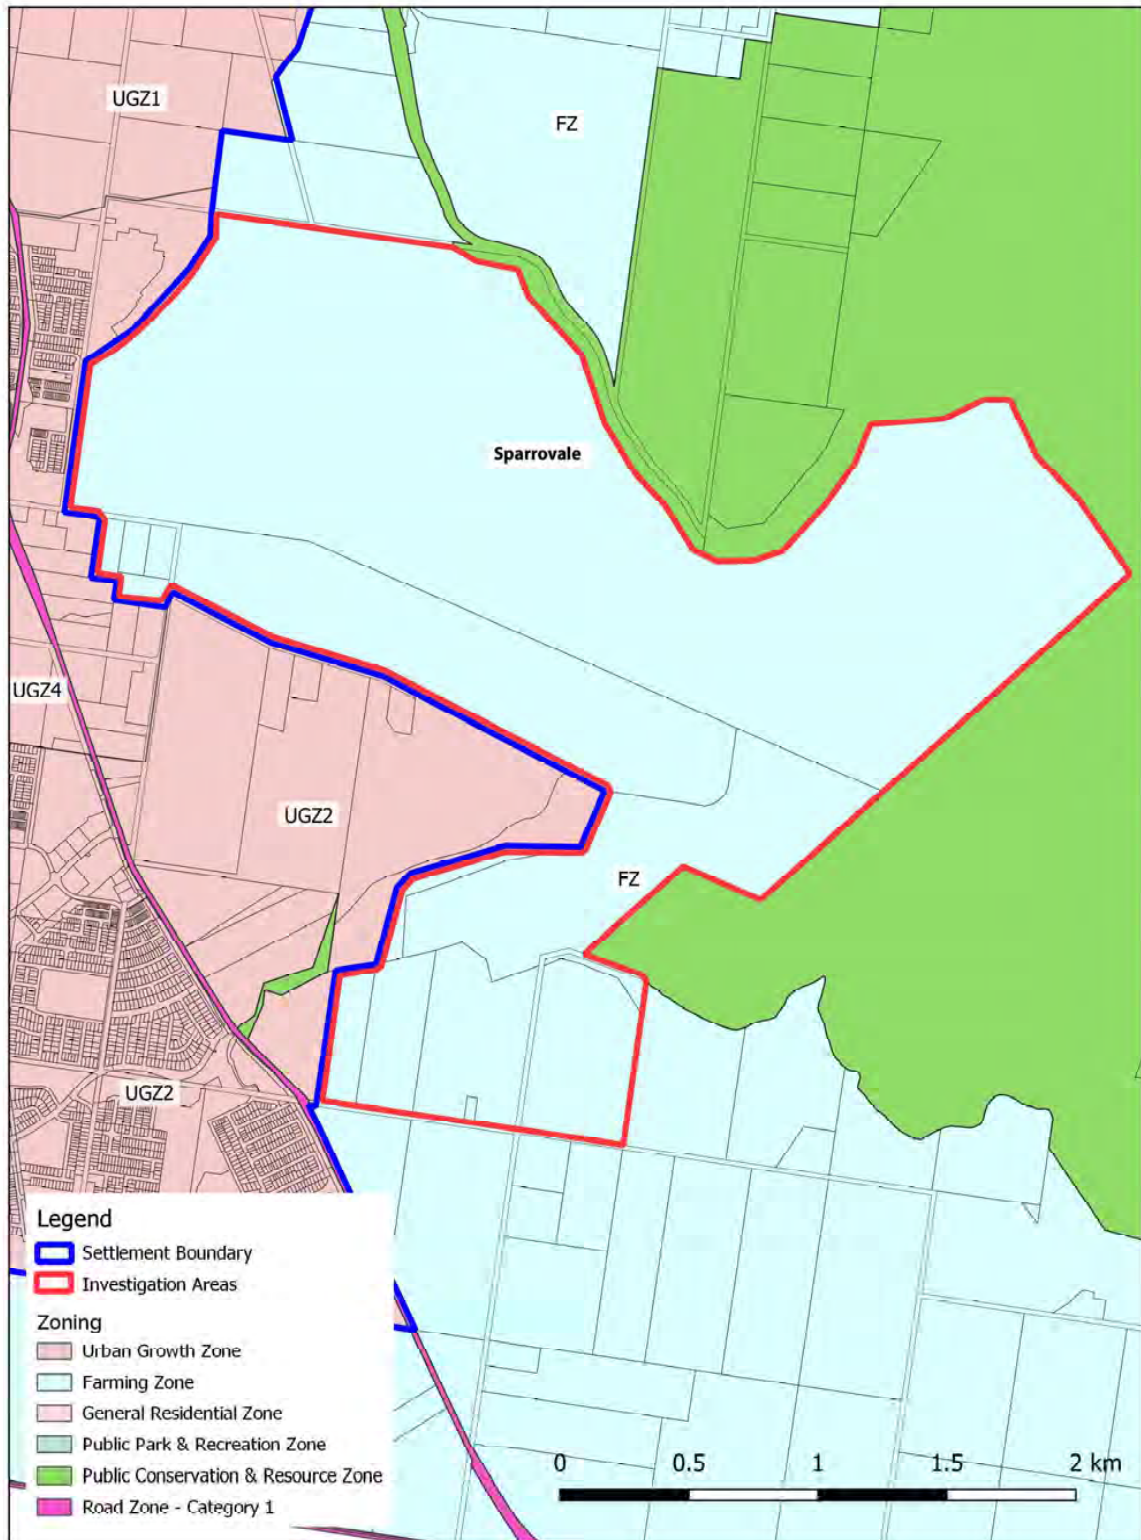 UGZ1
FZ
Sparrovale
UGZ4
UGZ2
FZ
UGZ2
Legend
Settlement Boundary
Investigation Areas
Zoning
Urban Growth Zone
Farming Zone
General Residential Zone
Public Park & Recreation Zone
Public Conservation & Resource Zone
Road Zone - Category 1
0 0.5 1 1.5 2 km